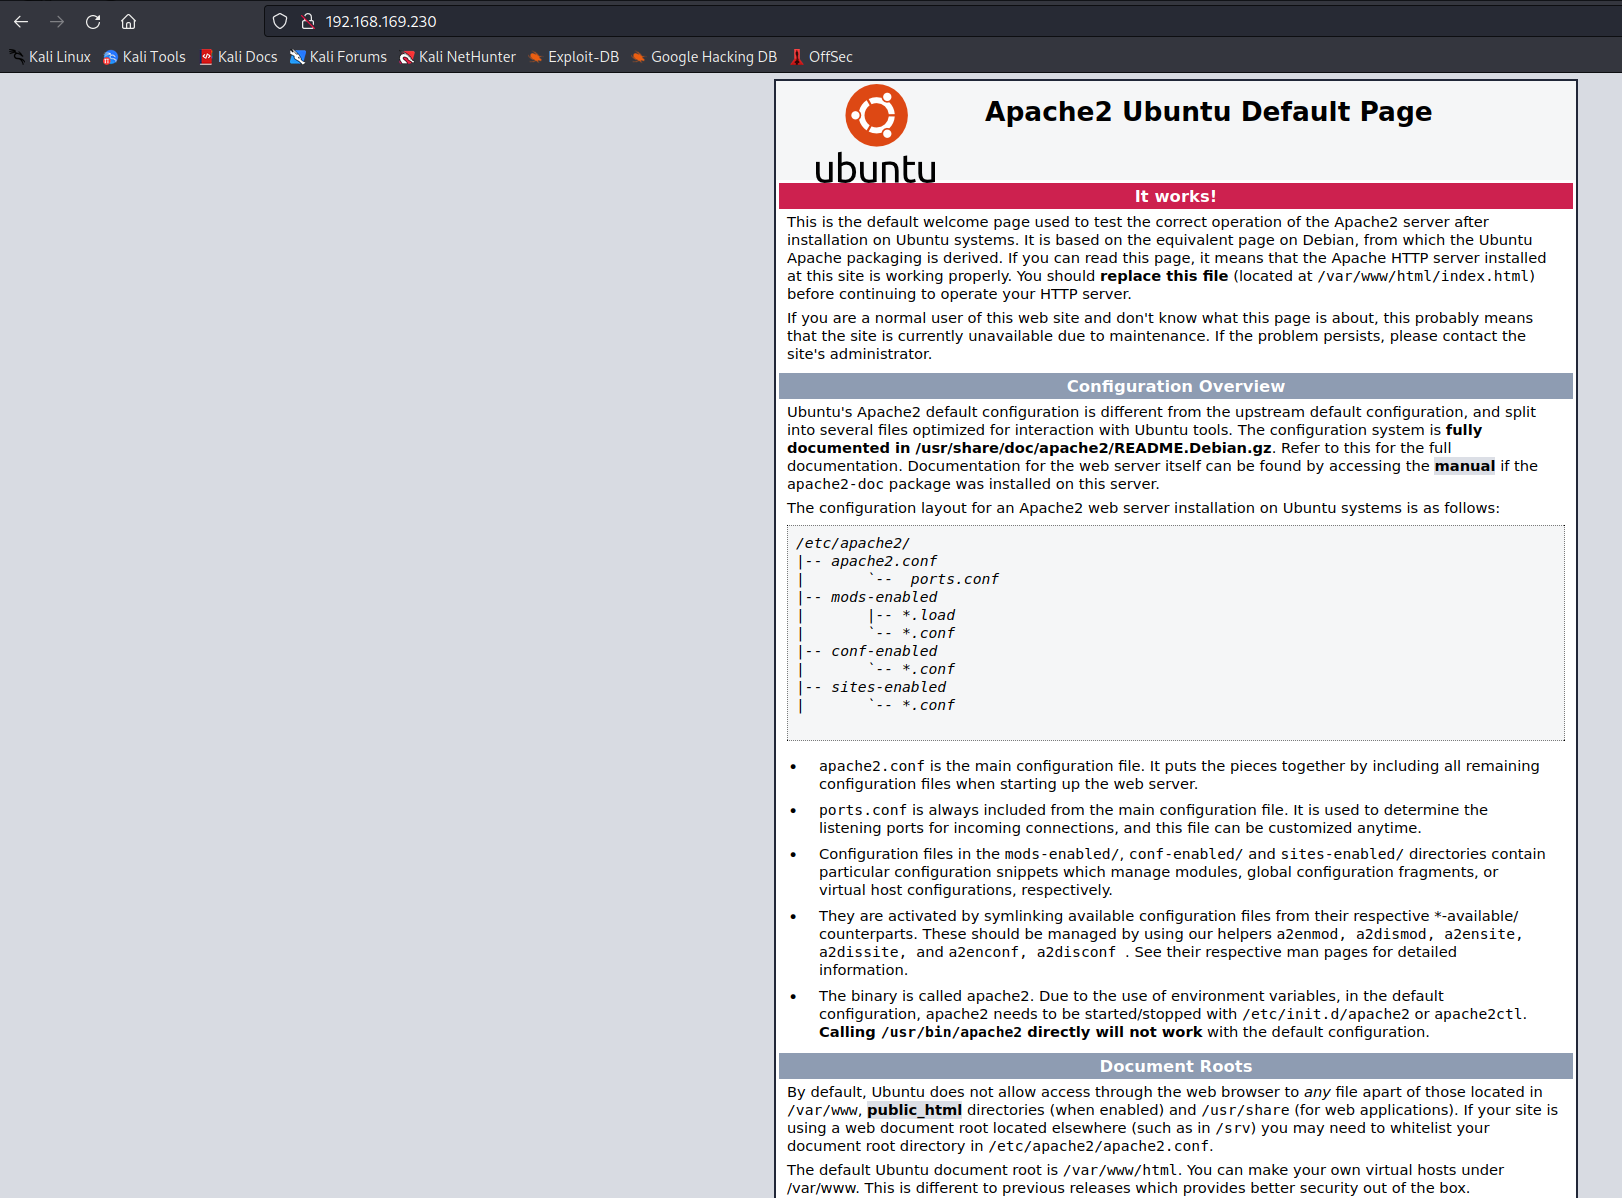 192.168.169.230
Kali Linux Kali Tools Kali Docs Kali Forums Kali NetHunter Exploit-DB Google Hacking DB OffSec
ubuntu
Apache2 Ubuntu Default Page
It works!
This is the default welcome page used to test the correct operation of the Apache2 server after
installation on Ubuntu systems. It is based on the equivalent page on Debian, from which the Ubuntu
Apache packaging is derived. If you can read this page, it means that the Apache HTTP server installed
at this site is working properly. You should replace this file (located at /var/www/html/index.html)
before continuing to operate your HTTP server.
If you are a normal user of this web site and don't know what this page is about, this probably means
that the site is currently unavailable due to maintenance. If the problem persists, please contact the
site's administrator.
Configuration Overview
Ubuntu's Apache2 default configuration is different from the upstream default configuration, and split
into several files optimized for interaction with Ubuntu tools. The configuration system is fully
documented in /usr/share/doc/apache2/README.Debian.gz. Refer to this for the full
documentation. Documentation for the web server itself can be found by accessing the manual if the
apache2-doc package was installed on this server.
The configuration layout for an Apache2 web server installation on Ubuntu systems is as follows:
/etc/apache2/
|-- apache2.conf
|       `--  ports.conf
|-- mods-enabled
|       |-- *.load
|       `-- *.conf
|-- conf-enabled
|       `-- *.conf
|-- sites-enabled
|       `-- *.conf
• apache2.conf is the main configuration file. It puts the pieces together by including all remaining
configuration files when starting up the web server.
• ports.conf is always included from the main configuration file. It is used to determine the
listening ports for incoming connections, and this file can be customized anytime.
• Configuration files in the mods-enabled/, conf-enabled/ and sites-enabled/ directories contain
particular configuration snippets which manage modules, global configuration fragments, or
virtual host configurations, respectively.
• They are activated by symlinking available configuration files from their respective *-available/
counterparts. These should be managed by using our helpers a2enmod, a2dismod, a2ensite,
a2dissite, and a2enconf, a2disconf . See their respective man pages for detailed
information.
• The binary is called apache2. Due to the use of environment variables, in the default
configuration, apache2 needs to be started/stopped with /etc/init.d/apache2 or apache2ctl.
Calling /usr/bin/apache2 directly will not work with the default configuration.
Document Roots
By default, Ubuntu does not allow access through the web browser to any file apart of those located in
/var/www, public_html directories (when enabled) and /usr/share (for web applications). If your site is
using a web document root located elsewhere (such as in /srv) you may need to whitelist your
document root directory in /etc/apache2/apache2.conf.
The default Ubuntu document root is /var/www/html. You can make your own virtual hosts under
/var/www. This is different to previous releases which provides better security out of the box.